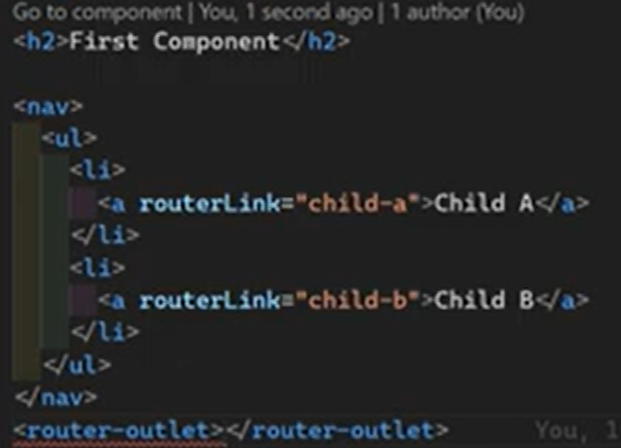 Go to component | You, 1 second ago | 1 author (You)
<h2>First Component</h2>
<nav>
<ul>
<li>
<a routerLink="child-a">Child A</a>
</li>
<li>
<a routerLink="child-b">Child B</a>
</li>
</ul>
</nav>
<router-outlet></router-outlet> You, 1